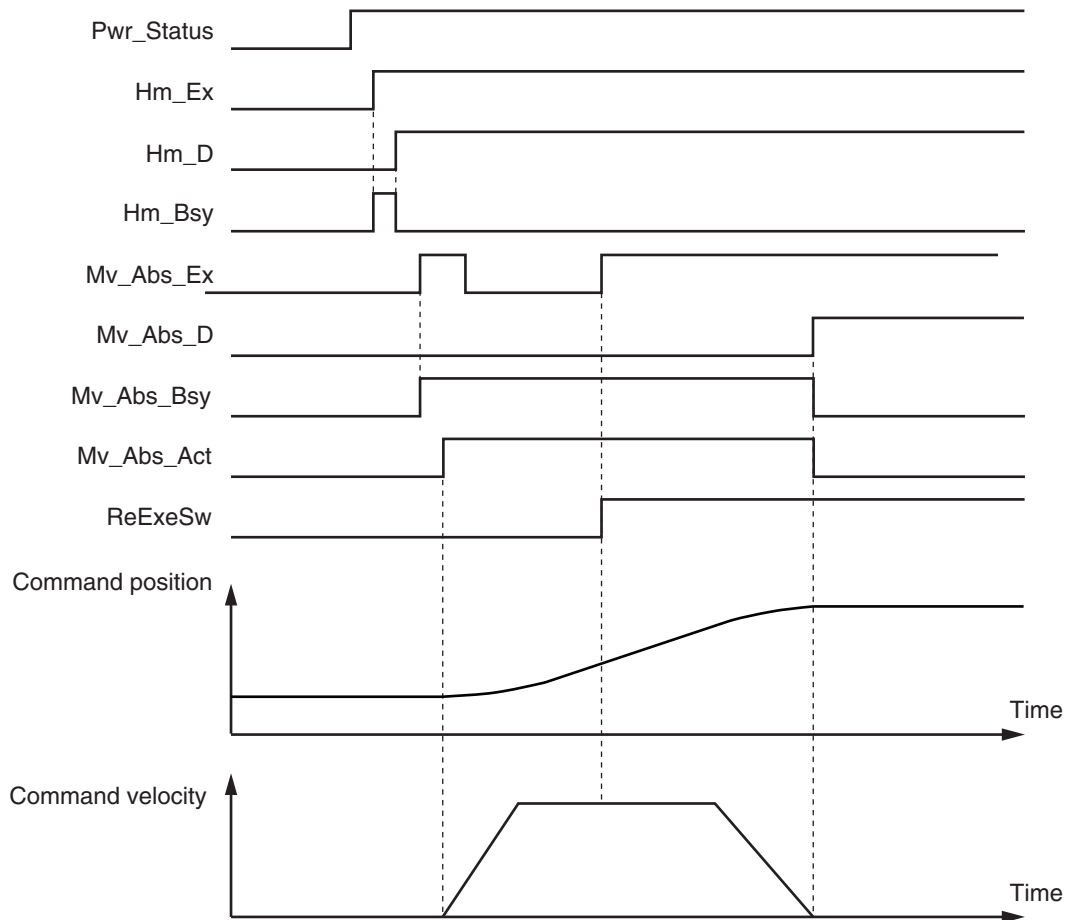 Pwr_Status
Hm_Ex
Hm_D
Hm_Bsy
Mv_Abs_Ex
Mv_Abs_D
Mv_Abs_Bsy
Mv_Abs_Act
ReExeSw
Command position
Time
Command velocity
Time